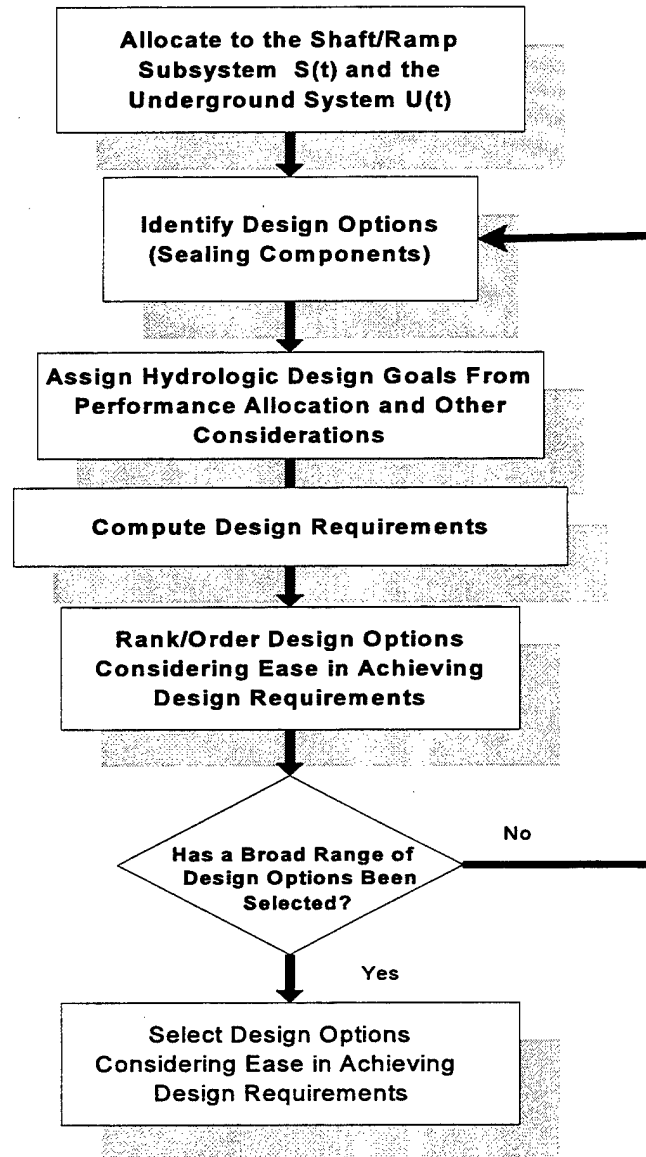 Allocate to the Shaft/Ramp
Subsystem S(t) and the
Underground System U(t)
Identify Design Options
(Sealing Components)
Assign Hydrologic Design Goals From
Performance Allocation and Other
Considerations
Compute Design Requirements
Rank/Order Design Options
Considering Ease in Achieving
Design Requirements
Has a Broad Range of
Design Options Been
Selected?
No
Yes
Select Design Options
Considering Ease in Achieving
Design Requirements